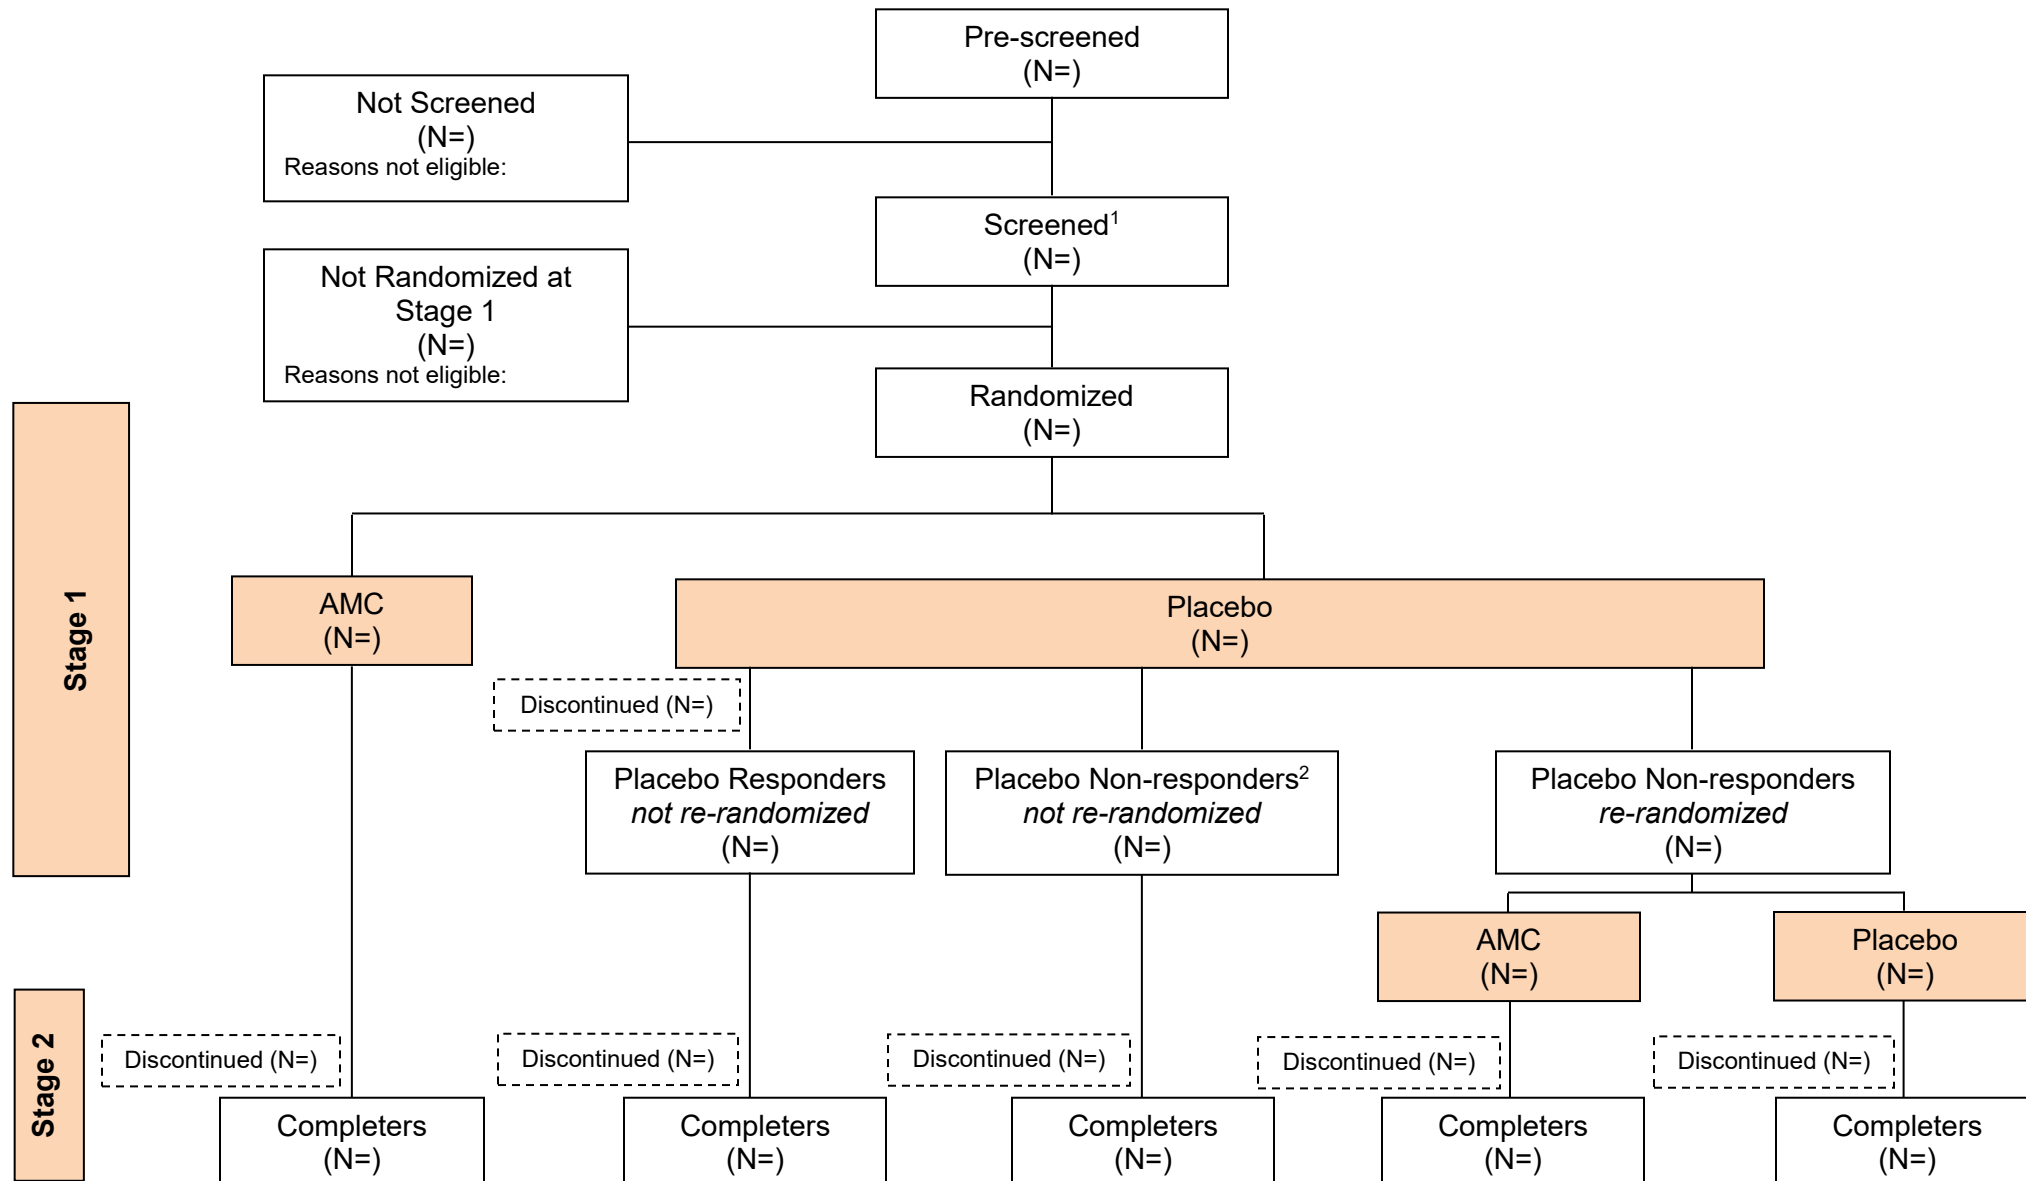 Pre-screened
(N=)
Not Screened
(N=)
Reasons not eligible:
Screened1
(N=)
Not Randomized at
Stage 1
(N=)
Reasons not eligible:
Randomized
(N=)
Stage 1
AMC
(N=)
Placebo
(N=)
Discontinued (N=)
Placebo Responders
not re-randomized
(N=)
Placebo Non-responders2
not re-randomized
(N=)
Placebo Non-responders
re-randomized
(N=)
AMC
(N=)
Placebo
(N=)
Stage 2
Discontinued (N=)
Discontinued (N=)
Discontinued (N=)
Discontinued (N=)
Discontinued (N=)
Completers
(N=)
Completers
(N=)
Completers
(N=)
Completers
(N=)
Completers
(N=)